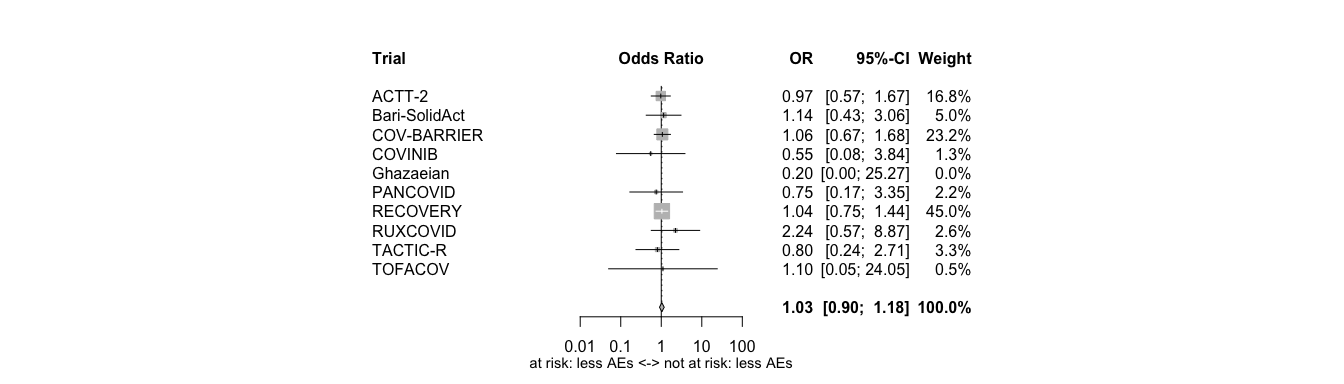 Trial Odds Ratio OR 95%-CI Weight
ACTT-2 0.97 [0.57; 1.67] 16.8%
Bari-SolidAct 1.14 [0.43; 3.06] 5.0%
COV-BARRIER 1.06 [0.67; 1.68] 23.2%
COVINIB 0.55 [0.08; 3.84] 1.3%
Ghazaeian 0.20 [0.00; 25.27] 0.0%
PANCOVID 0.75 [0.17; 3.35] 2.2%
RECOVERY 1.04 [0.75; 1.44] 45.0%
RUXCOVID 2.24 [0.57; 8.87] 2.6%
TACTIC-R 0.80 [0.24; 2.71] 3.3%
TOFACOV 1.10 [0.05; 24.05] 0.5%
1.03 [0.90; 1.18] 100.0%
0.01 0.1 1 10 100
at risk: less AEs <-> not at risk: less AEs